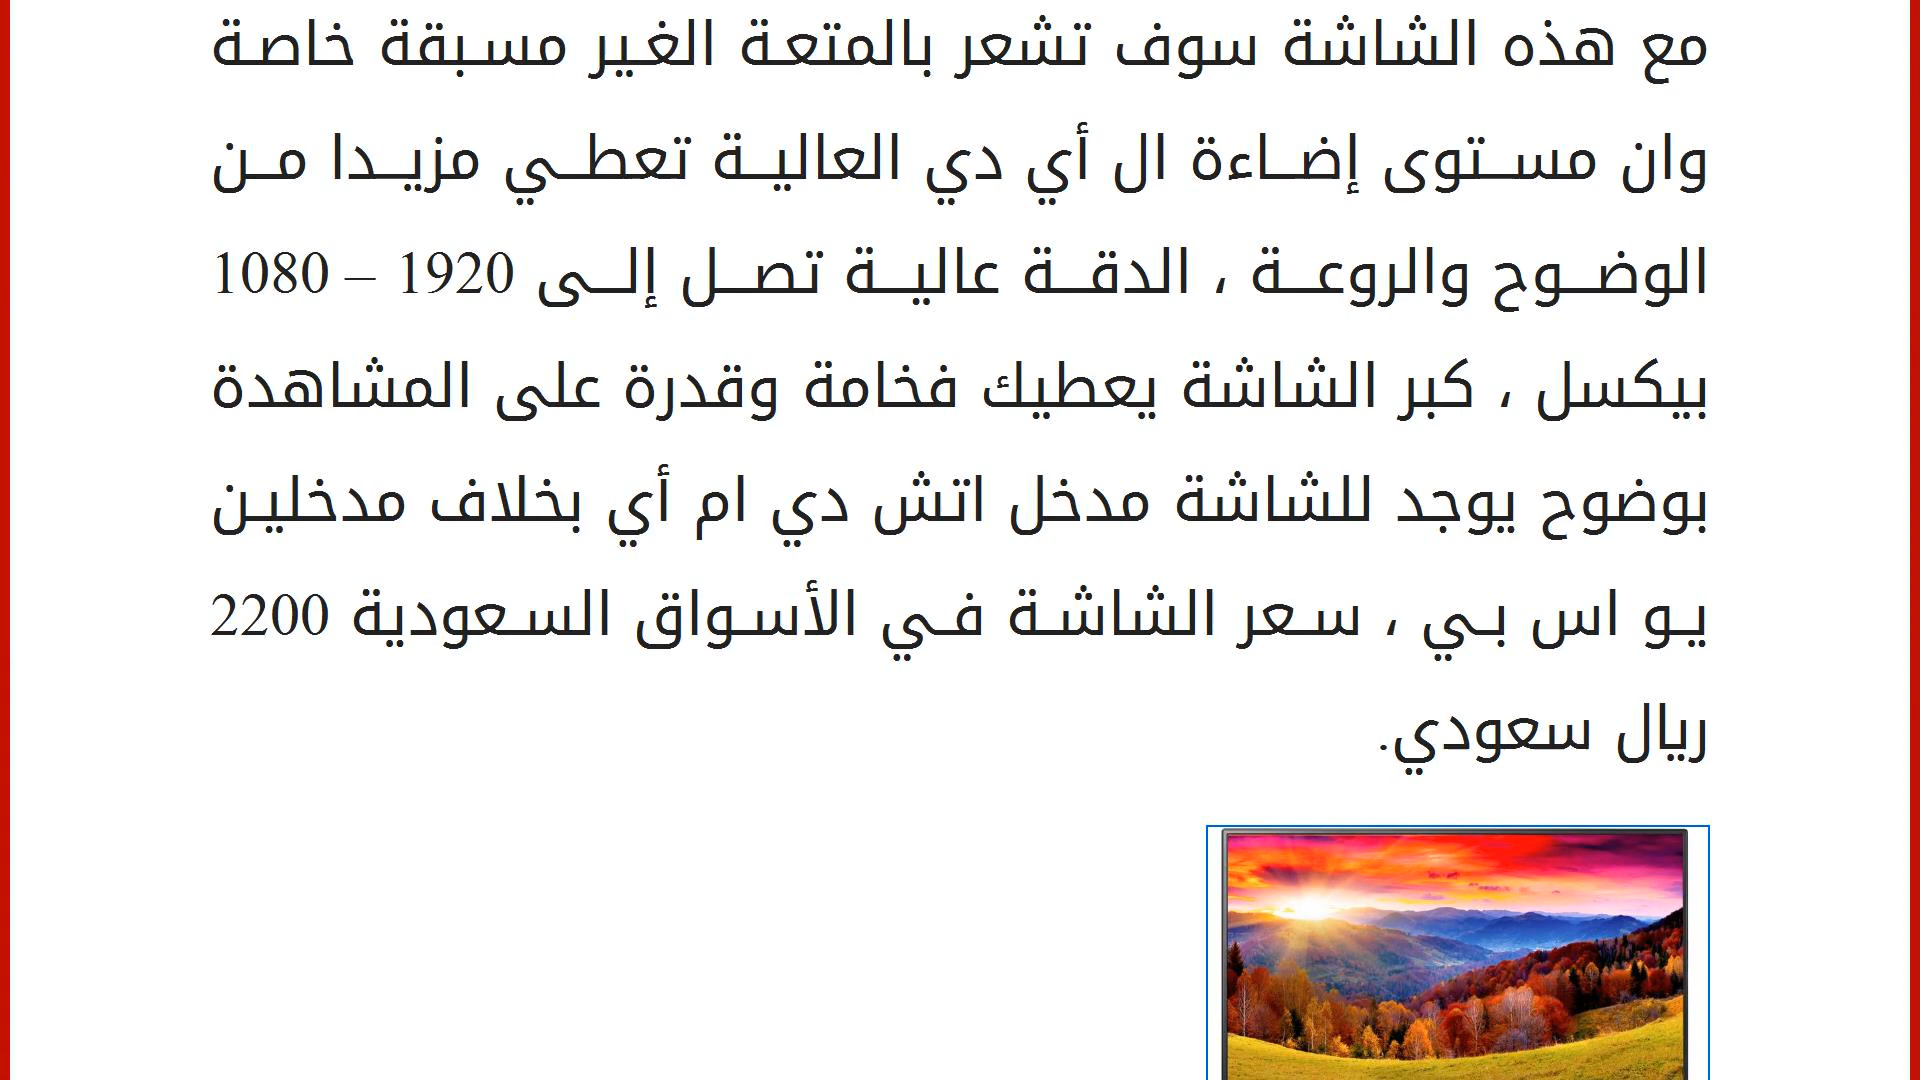 مع هذه الشاشة سوف تشعر بالمتعة الغير مسبقة خاصة
وان مستوى إضاءة ال أي دي العالية تعطي مزيدا من
الوضوح والروعة ، الدقة عالية تصل إلى 1920 – 1080
بيكسل ، كبر الشاشة يعطيك فخامة وقدرة على المشاهدة
بوضوح يوجد للشاشة مدخل اتش دي ام أي بخلاف مدخلين
يو اس بي ، سعر الشاشة في الأسواق السعودية 2200
ريال سعودي.